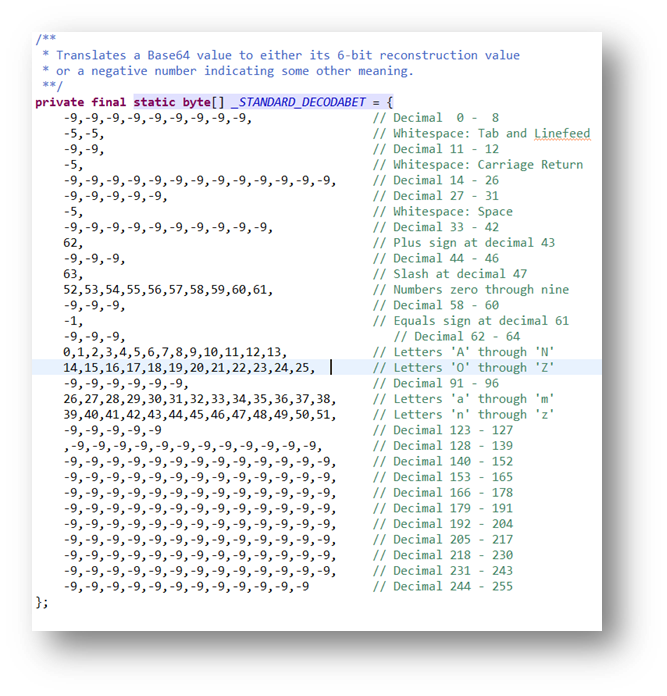 /**
* Translates a Base64 value to either its 6-bit reconstruction value
* or a negative number indicating some other meaning.
**/
private final static byte[] _STANDARD_DECODABET = {
-9,-9,-9,-9,-9,-9,-9,-9,-9, // Decimal 0 - 8
-5,-5, // Whitespace: Tab and Linefeed
-9,-9, // Decimal 11 - 12
-5, // Whitespace: Carriage Return
-9,-9,-9,-9,-9,-9,-9,-9,-9,-9,-9,-9,-9, // Decimal 14 - 26
-9,-9,-9,-9,-9, // Decimal 27 - 31
-5, // Whitespace: Space
-9,-9,-9,-9,-9,-9,-9,-9,-9,-9, // Decimal 33 - 42
62, // Plus sign at decimal 43
-9,-9,-9, // Decimal 44 - 46
63, // Slash at decimal 47
52,53,54,55,56,57,58,59,60,61, // Numbers zero through nine
-9,-9,-9, // Decimal 58 - 60
-1, // Equals sign at decimal 61
-9,-9,-9, // Decimal 62 - 64
0,1,2,3,4,5,6,7,8,9,10,11,12,13, // Letters 'A' through 'N'
14,15,16,17,18,19,20,21,22,23,24,25, // Letters 'O' through 'Z'
-9,-9,-9,-9,-9,-9, // Decimal 91 - 96
26,27,28,29,30,31,32,33,34,35,36,37,38, // Letters 'a' through 'm'
39,40,41,42,43,44,45,46,47,48,49,50,51, // Letters 'n' through 'z'
-9,-9,-9,-9,-9 // Decimal 123 - 127
,-9,-9,-9,-9,-9,-9,-9,-9,-9,-9,-9,-9, // Decimal 128 - 139
-9,-9,-9,-9,-9,-9,-9,-9,-9,-9,-9,-9,-9, // Decimal 140 - 152
-9,-9,-9,-9,-9,-9,-9,-9,-9,-9,-9,-9,-9, // Decimal 153 - 165
-9,-9,-9,-9,-9,-9,-9,-9,-9,-9,-9,-9,-9, // Decimal 166 - 178
-9,-9,-9,-9,-9,-9,-9,-9,-9,-9,-9,-9,-9, // Decimal 179 - 191
-9,-9,-9,-9,-9,-9,-9,-9,-9,-9,-9,-9,-9, // Decimal 192 - 204
-9,-9,-9,-9,-9,-9,-9,-9,-9,-9,-9,-9,-9, // Decimal 205 - 217
-9,-9,-9,-9,-9,-9,-9,-9,-9,-9,-9,-9,-9, // Decimal 218 - 230
-9,-9,-9,-9,-9,-9,-9,-9,-9,-9,-9,-9,-9, // Decimal 231 - 243
-9,-9,-9,-9,-9,-9,-9,-9,-9,-9,-9,-9 // Decimal 244 - 255
};